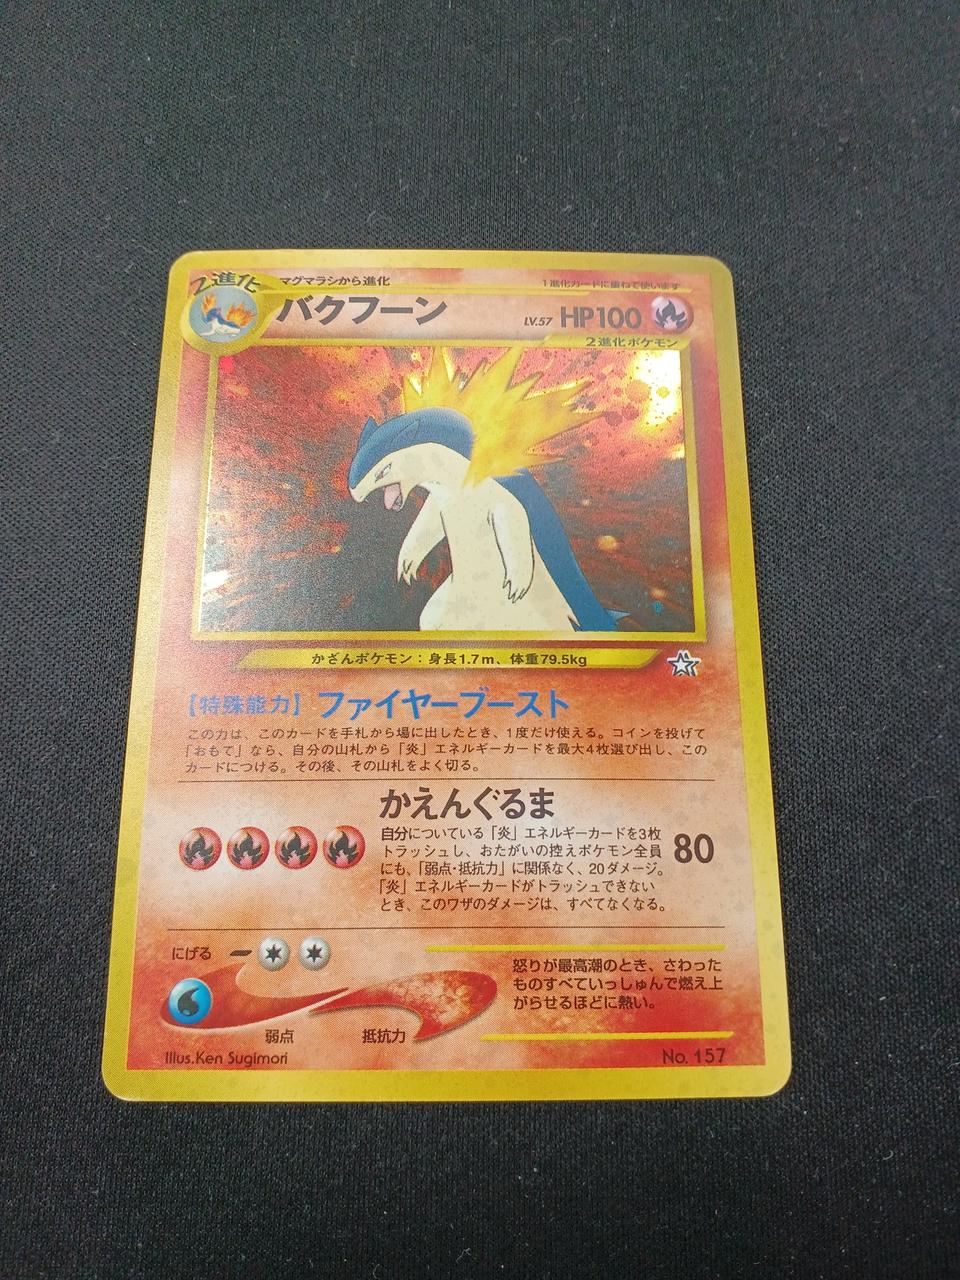 2進化
マグマラシから進化
1進化カードに重ねて使います
バクフーン
LV.57 HP100
2進化ポケモン
かざんポケモン：身長1.7m、体重79.5kg
【特殊能力】ファイヤーブースト
この力は、このカードを手札から場に出したとき、1度だけ使える。コインを投げて
「おもて」なら、自分の山札から「炎」エネルギーカードを最大4枚選び出し、この
カードにつける。その後、その山札をよく切る。
かえんぐるま
自分についている「炎」エネルギーカードを3枚
トラッシュし、おたがいの控えポケモン全員
にも、「弱点・抵抗力」に関係なく、20ダメージ。
「炎」エネルギーカードがトラッシュできない
とき、このワザのダメージは、すべてなくなる。
80
にげる
怒りが最高潮のとき、さわった
ものすべていっしゅんで燃え上
がらせるほどに熱い。
弱点
抵抗力
Illus.Ken Sugimori
No. 157